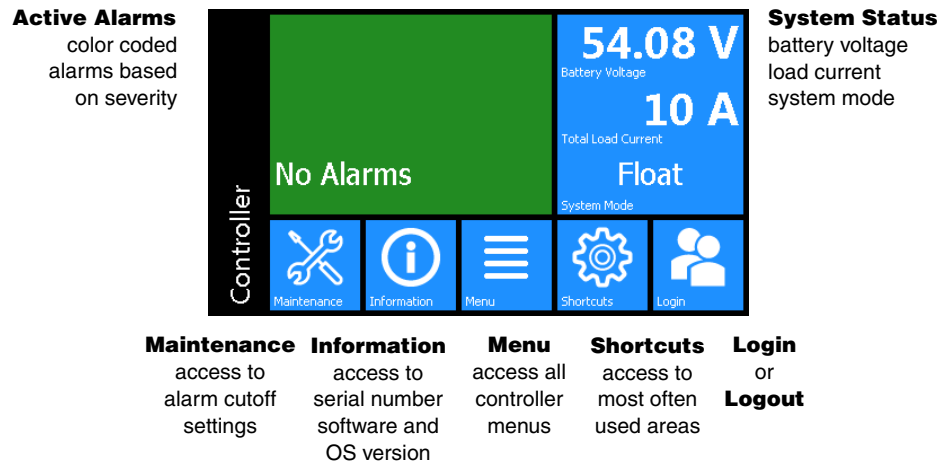 Active Alarms
color coded
alarms based
on severity
Controller
No Alarms
54.08 V
Battery Voltage
10 A
Total Load Current
Float
System Mode
System Status
battery voltage
load current
system mode
Maintenance
Information
Menu
Shortcuts
Login
Maintenance
access to
alarm cutoff
settings
Information
access to
serial number
software and
OS version
Menu
access all
controller
menus
Shortcuts
access to
most often
used areas
Login
or
Logout